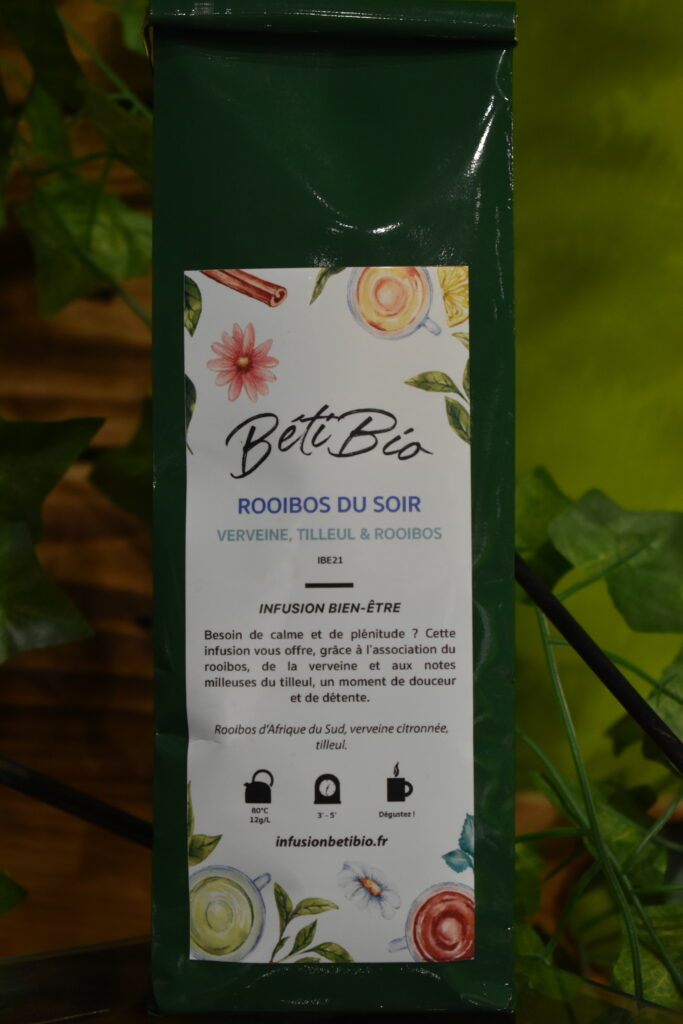 Béti Bio
ROOIBOS DU SOIR
VERVEINE, TILLEUL & ROOIBOS
IBE21
INFUSION BIEN-ÊTRE
Besoin de calme et de plénitude ? Cette
infusion vous offre, grâce à l'association du
rooibos, de la verveine et aux notes
milleuses du tilleul, un moment de douceur
et de détente.
Rooibos d'Afrique du Sud, verveine citronnée,
tilleul.
80°C 3' - 5' Dégustez !
12g/L
infusionbetibio.fr